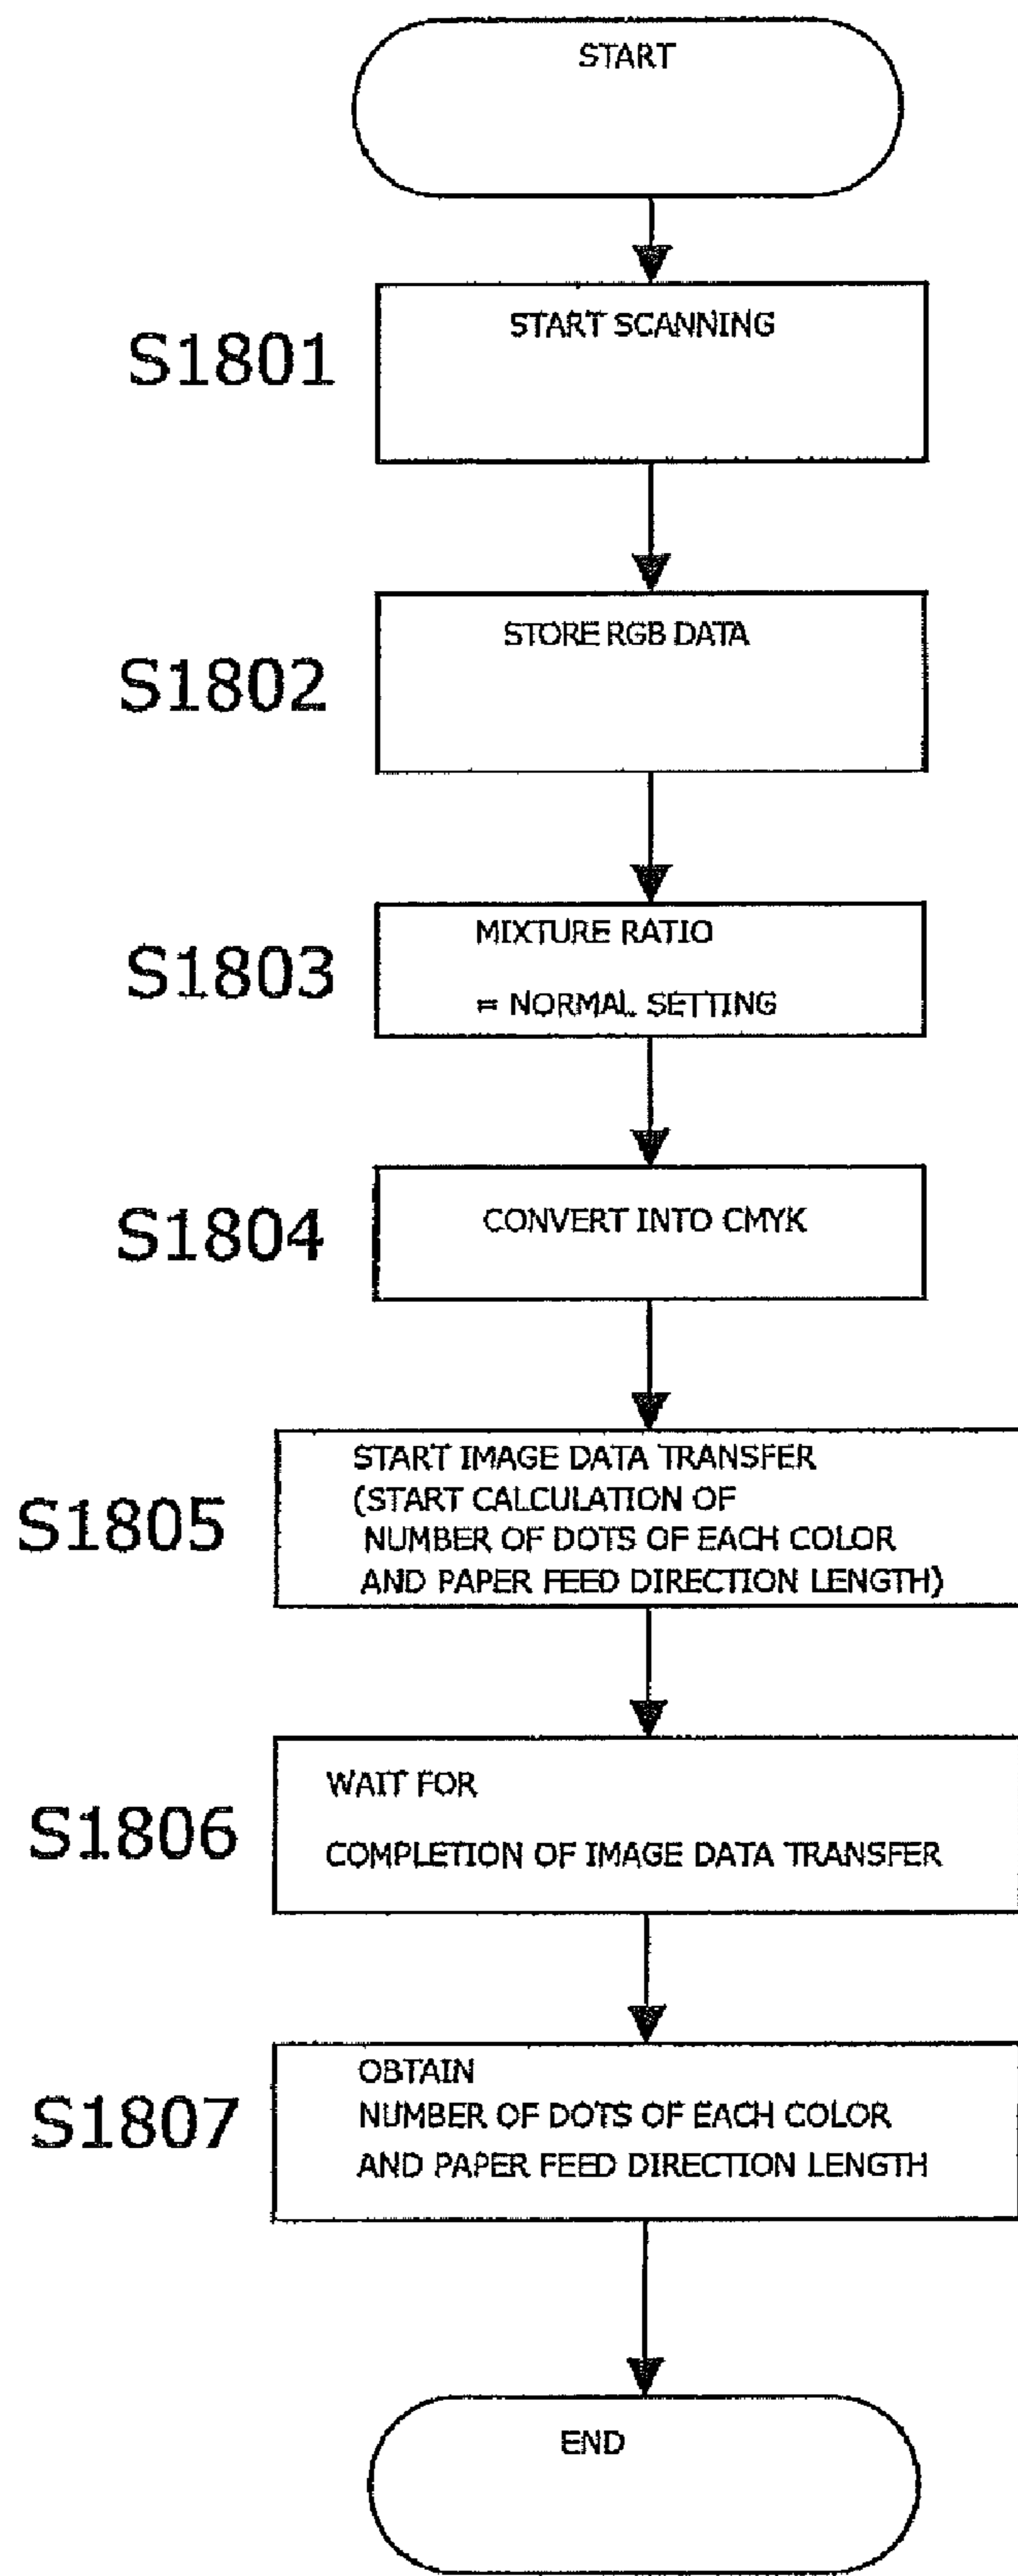 START
S1801
START SCANNING
S1802
STORE RGB DATA
S1803
MIXTURE RATIO
= NORMAL SETTING
S1804
CONVERT INTO CMYK
S1805
START IMAGE DATA TRANSFER
(START CALCULATION OF
NUMBER OF DOTS OF EACH COLOR
AND PAPER FEED DIRECTION LENGTH)
S1806
WAIT FOR
COMPLETION OF IMAGE DATA TRANSFER
S1807
OBTAIN
NUMBER OF DOTS OF EACH COLOR
AND PAPER FEED DIRECTION LENGTH
END